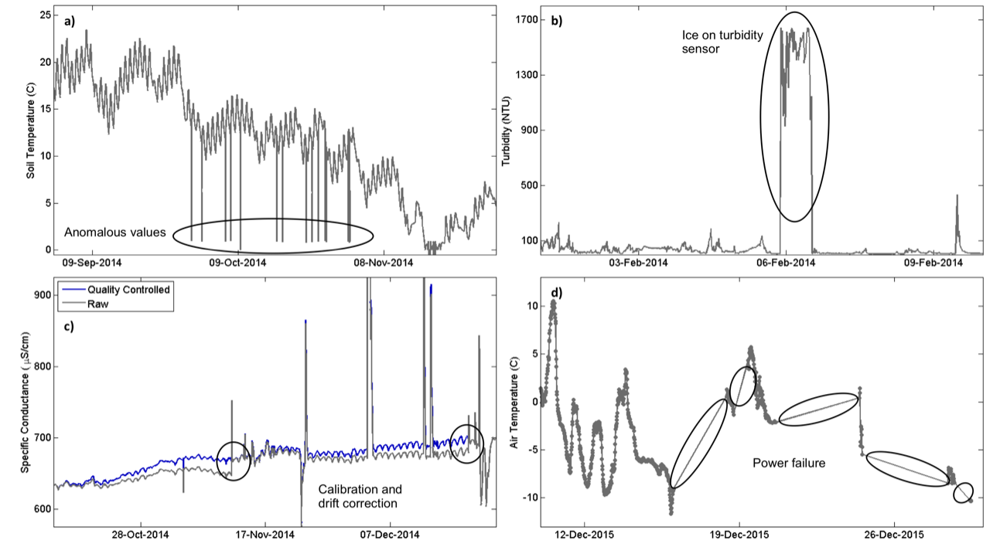 a)
25
20
15
10
5
0
Soil Temperature (C)
Anomalous values
09-Sep-2014 09-Oct-2014 08-Nov-2014
b)
1700
1300
900
500
100
Turbidity (NTU)
Ice on turbidity
sensor
03-Feb-2014 06-Feb-2014 09-Feb-2014
Quality Controlled
Raw
c)
900
800
700
600
Specific Conductance ( µS/cm)
Calibration and
drift correction
28-Oct-2014 17-Nov-2014 07-Dec-2014
d)
10
5
0
-5
-10
Air Temperature (C)
Power failure
12-Dec-2015 19-Dec-2015 26-Dec-2015